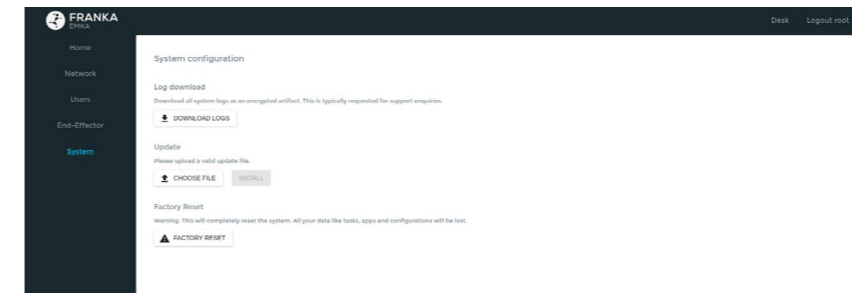 FRANKA
EMIKA
Desk Logout root
Home
Network
Users
End-Effector
System
System configuration
Log download
Download all system logs as an encrypted artifact. This is typically requested for support enquiries.
DOWNLOAD LOGS
Update
Please upload a valid update file.
CHOOSE FILE INSTALL
Factory Reset
Warning: This will completely reset the system. All your data like tasks, apps and configurations will be lost.
FACTORY RESET